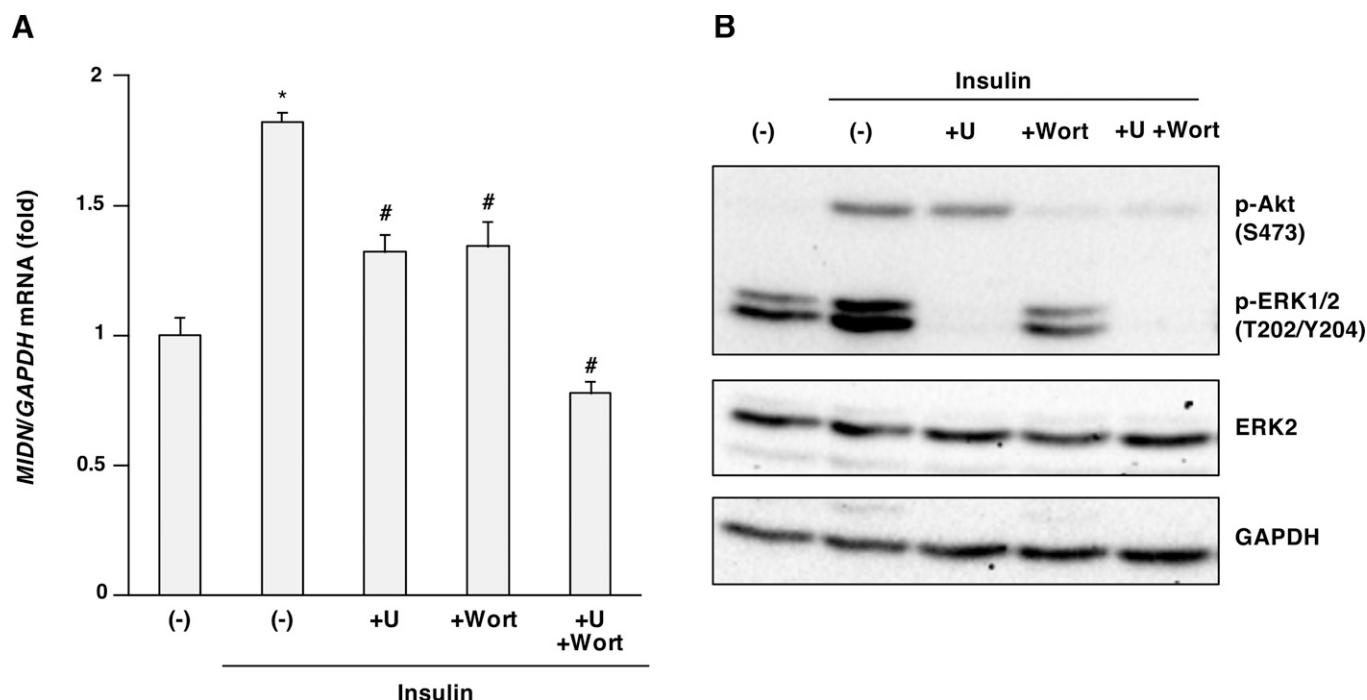 A
MIDN/GAPDH mRNA (fold)
2
1.5
1
0.5
0
*
#
#
#
(-)
(-)
+U
+Wort
+U
+Wort
Insulin
B
Insulin
(-)
(-)
+U
+Wort
+U +Wort
p-Akt
(S473)
p-ERK1/2
(T202/Y204)
ERK2
GAPDH